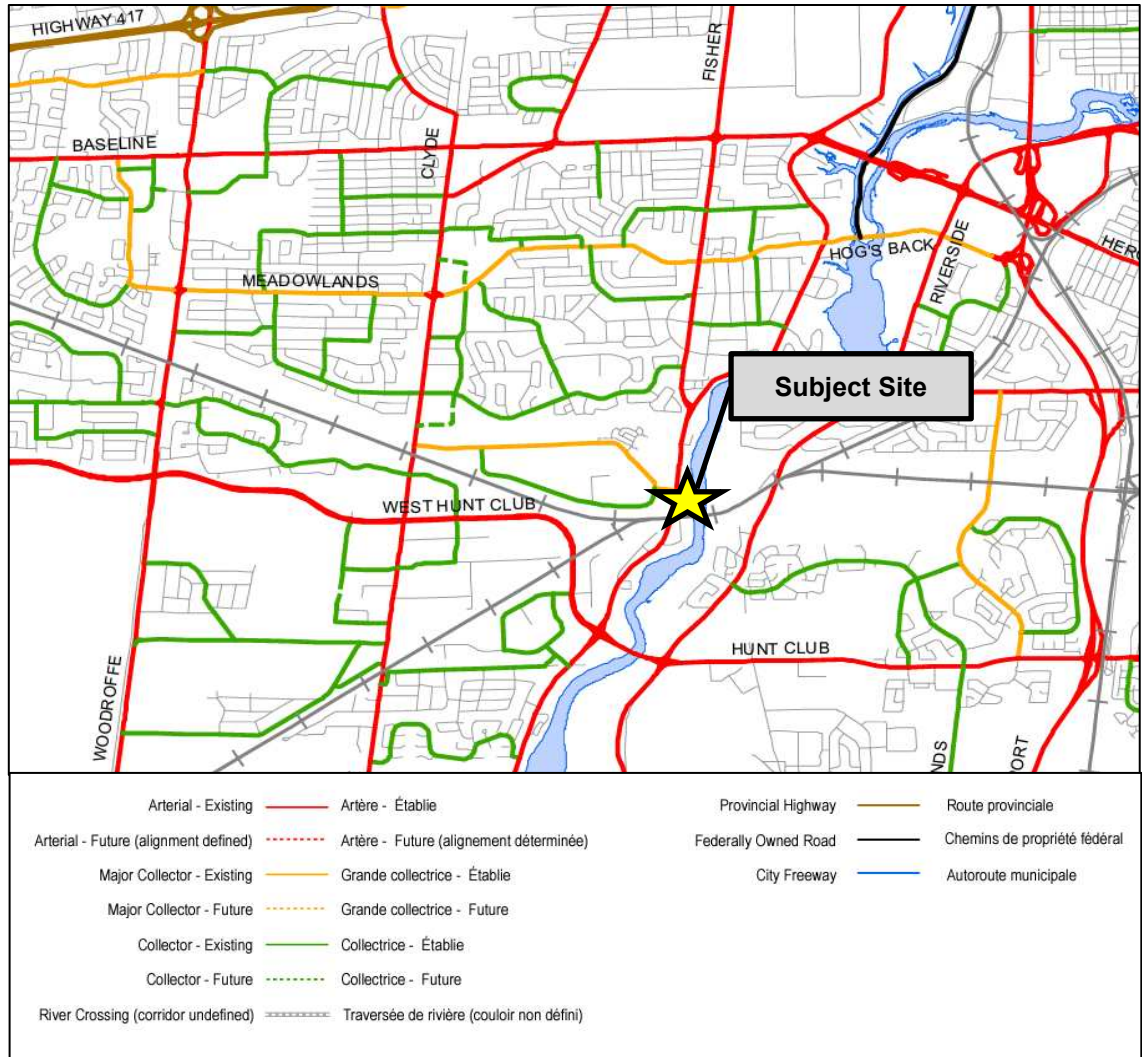 HIGHWAY 417
FISHER
BASELINE
CLYDE
HOG'S BACK
RIVERSIDE
MEADOWLANDS
Subject Site
WEST HUNT CLUB
HUNT CLUB
WOODROFFE
Arterial - Existing Artère - Établie
Arterial - Future (alignment defined) Artère - Future (alignement déterminée)
Major Collector - Existing Grande collectrice - Établie
Major Collector - Future Grande collectrice - Future
Collector - Existing Collectrice - Établie
Collector - Future Collectrice - Future
River Crossing (corridor undefined) Traversée de rivière (couloir non défini)
Provincial Highway Route provinciale
Federally Owned Road Chemins de propriété fédéral
City Freeway Autoroute municipale